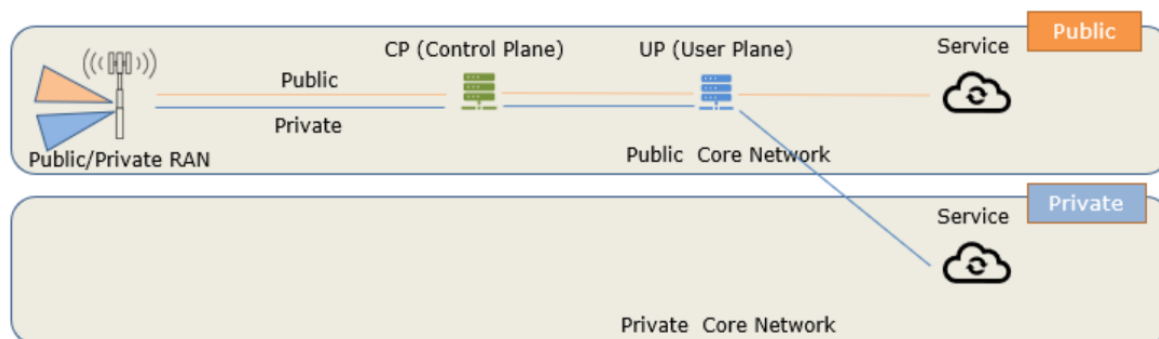 Public
CP (Control Plane)
UP (User Plane)
Service
Public
Private
Public/Private RAN
Public Core Network
Private
Service
Private Core Network